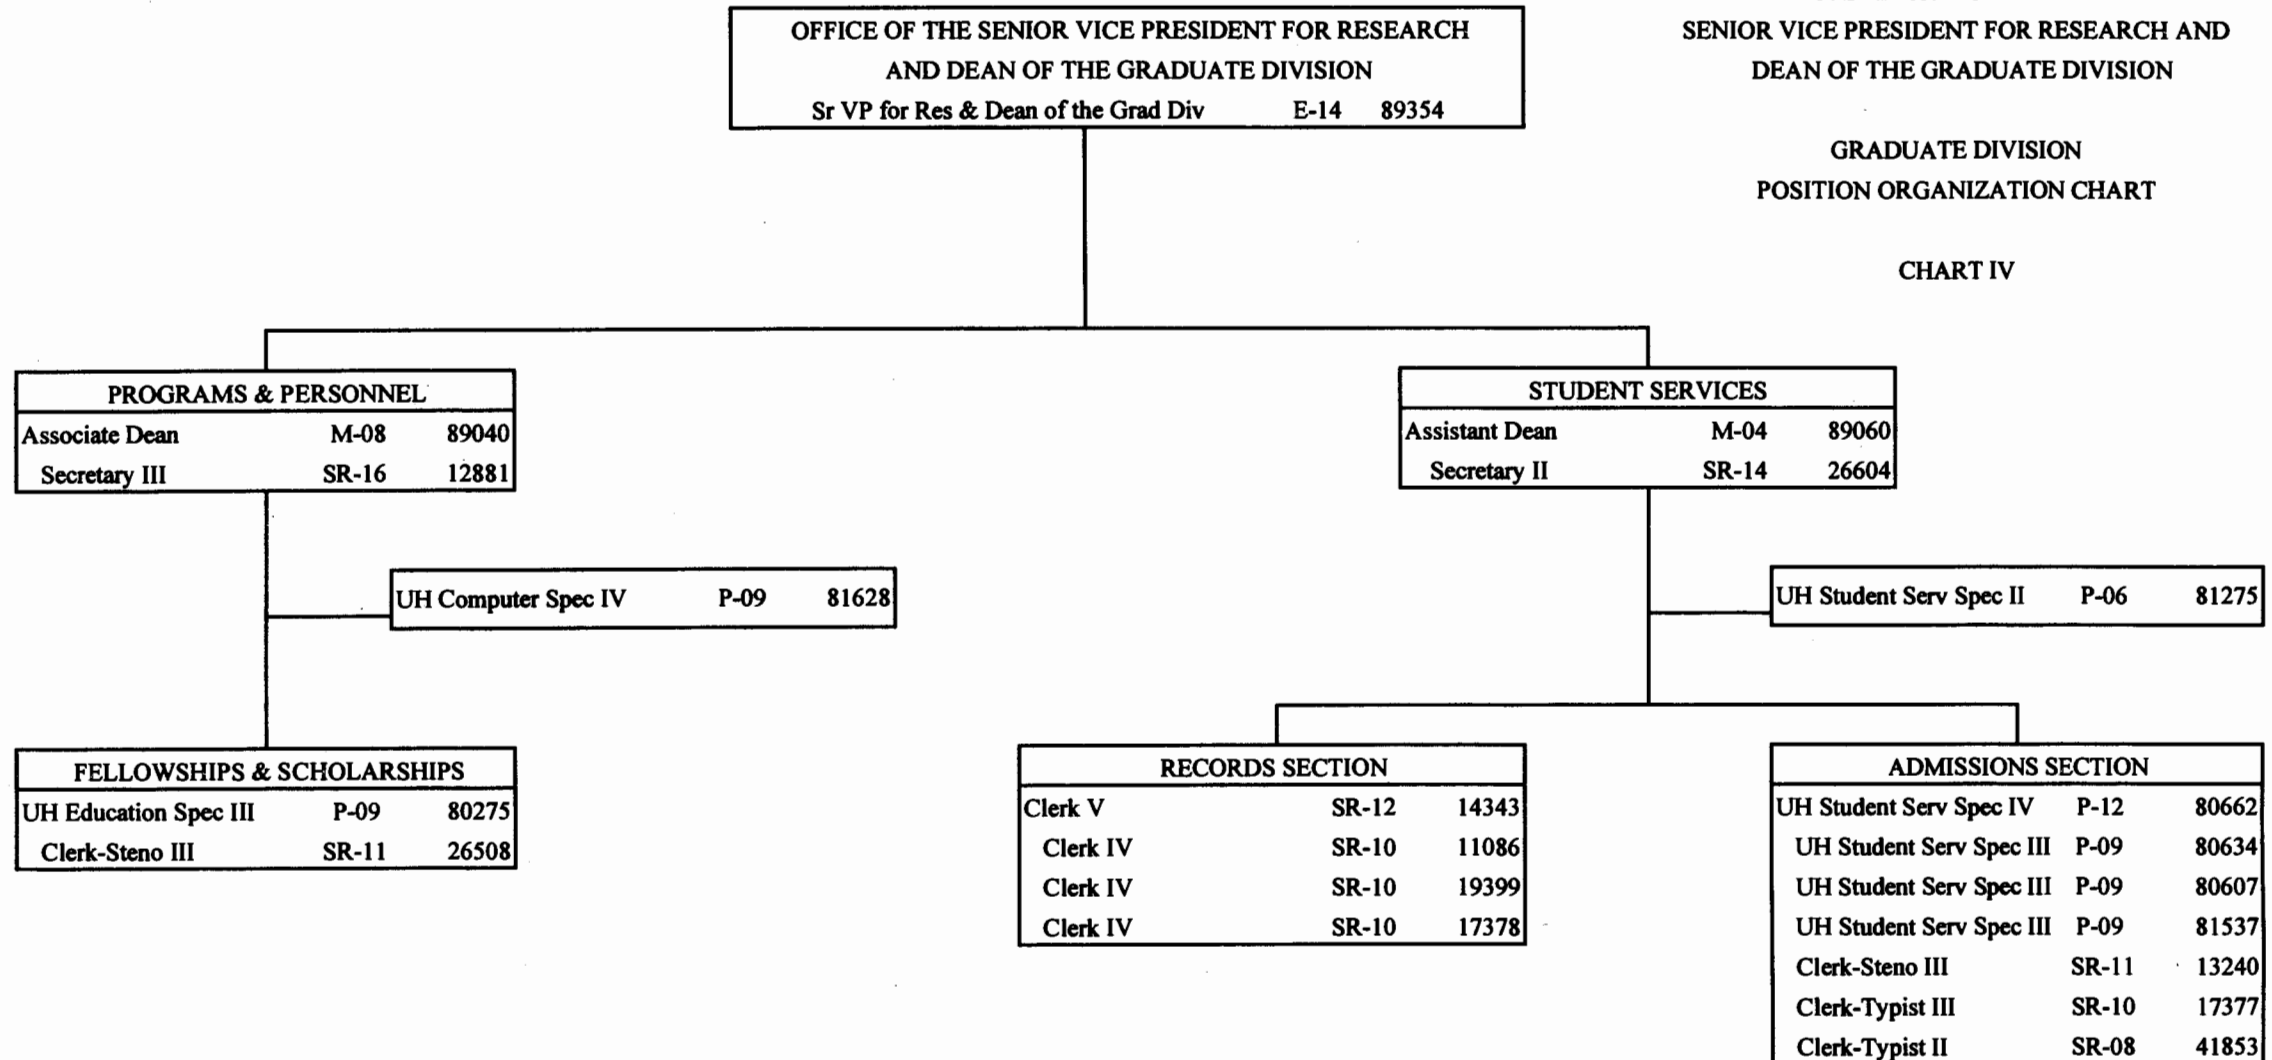 OFFICE OF THE SENIOR VICE PRESIDENT FOR RESEARCH
AND DEAN OF THE GRADUATE DIVISION
Sr VP for Res & Dean of the Grad Div E-14 89354
SENIOR VICE PRESIDENT FOR RESEARCH AND
DEAN OF THE GRADUATE DIVISION
GRADUATE DIVISION
POSITION ORGANIZATION CHART
CHART IV
PROGRAMS & PERSONNEL
Associate Dean M-08 89040
Secretary III SR-16 12881
STUDENT SERVICES
Assistant Dean M-04 89060
Secretary II SR-14 26604
UH Computer Spec IV P-09 81628
UH Student Serv Spec II P-06 81275
FELLOWSHIPS & SCHOLARSHIPS
UH Education Spec III P-09 80275
Clerk-Steno III SR-11 26508
RECORDS SECTION
Clerk V SR-12 14343
Clerk IV SR-10 11086
Clerk IV SR-10 19399
Clerk IV SR-10 17378
ADMISSIONS SECTION
UH Student Serv Spec IV P-12 80662
UH Student Serv Spec III P-09 80634
UH Student Serv Spec III P-09 80607
UH Student Serv Spec III P-09 81537
Clerk-Steno III SR-11 13240
Clerk-Typist III SR-10 17377
Clerk-Typist II SR-08 41853